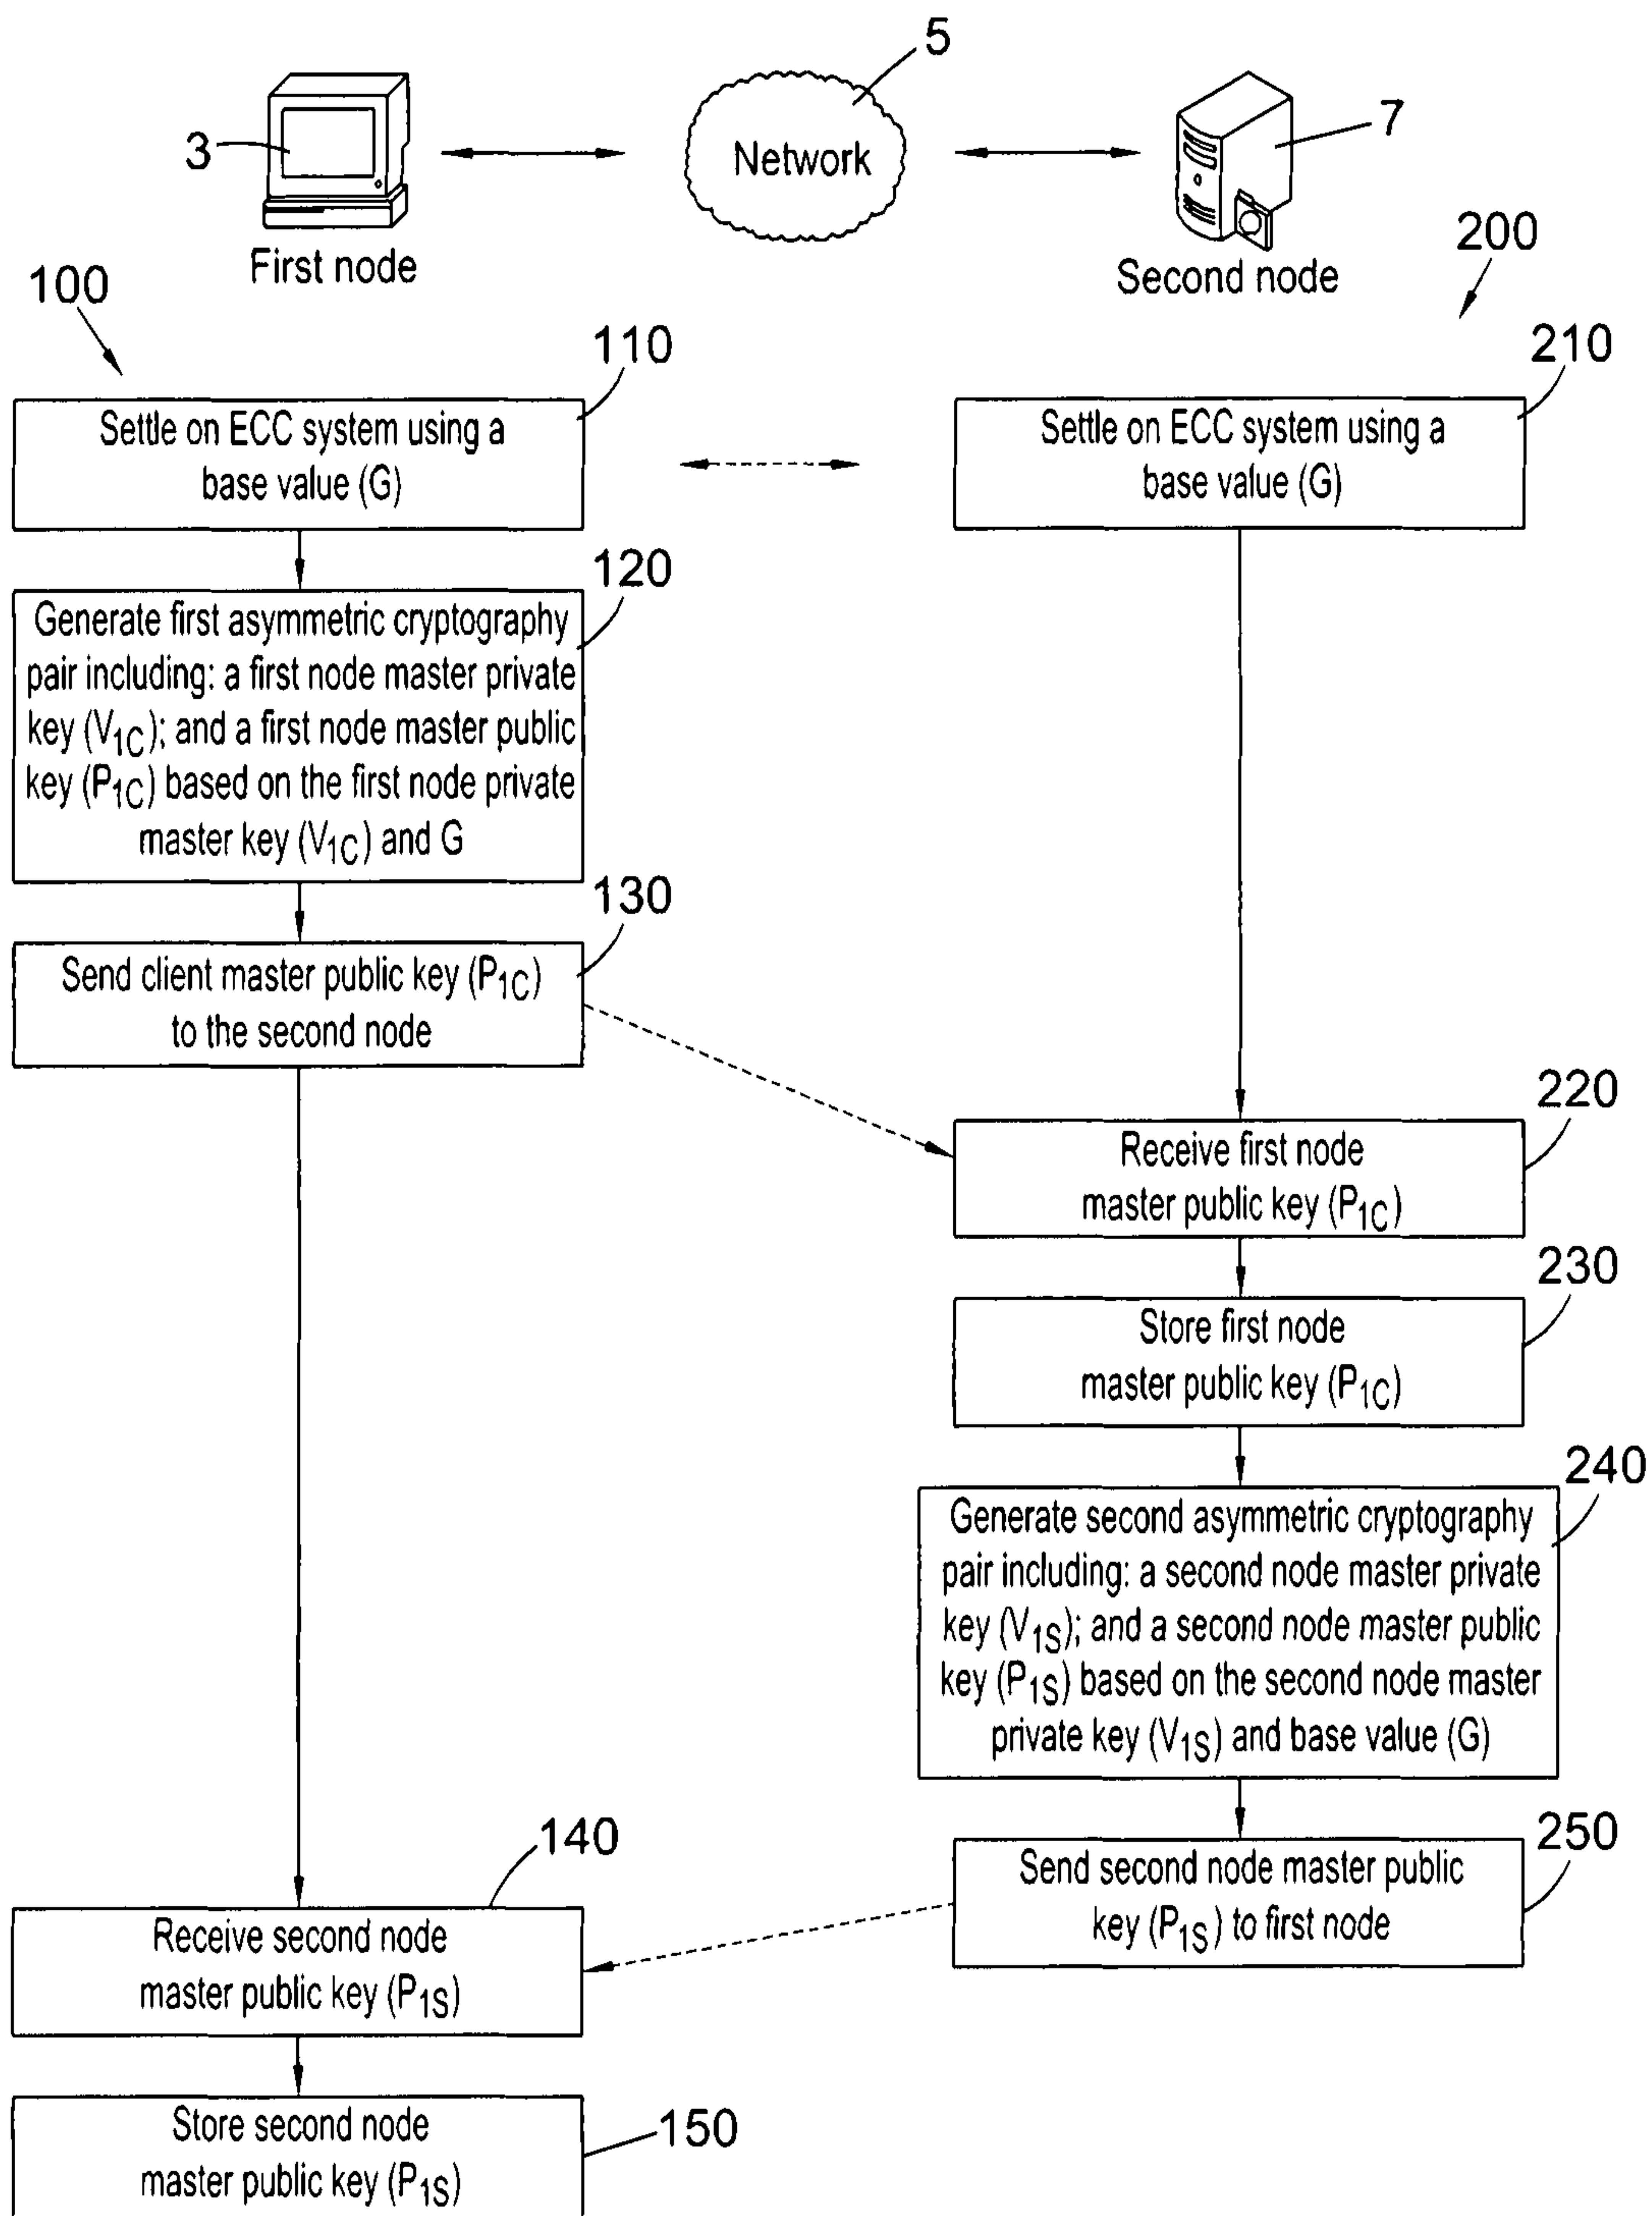 5
3
Network
7
First node
Second node
100
200
110
210
Settle on ECC system using a
base value (G)
Settle on ECC system using a
base value (G)
120
Generate first asymmetric cryptography
pair including: a first node master private
key (V1C); and a first node master public
key (P1C) based on the first node private
master key (V1C) and G
130
Send client master public key (P1C)
to the second node
220
Receive first node
master public key (P1C)
230
Store first node
master public key (P1C)
240
Generate second asymmetric cryptography
pair including: a second node master private
key (V1S); and a second node master public
key (P1S) based on the second node master
private key (V1S) and base value (G)
250
Send second node master public
key (P1S) to first node
140
Receive second node
master public key (P1S)
150
Store second node
master public key (P1S)